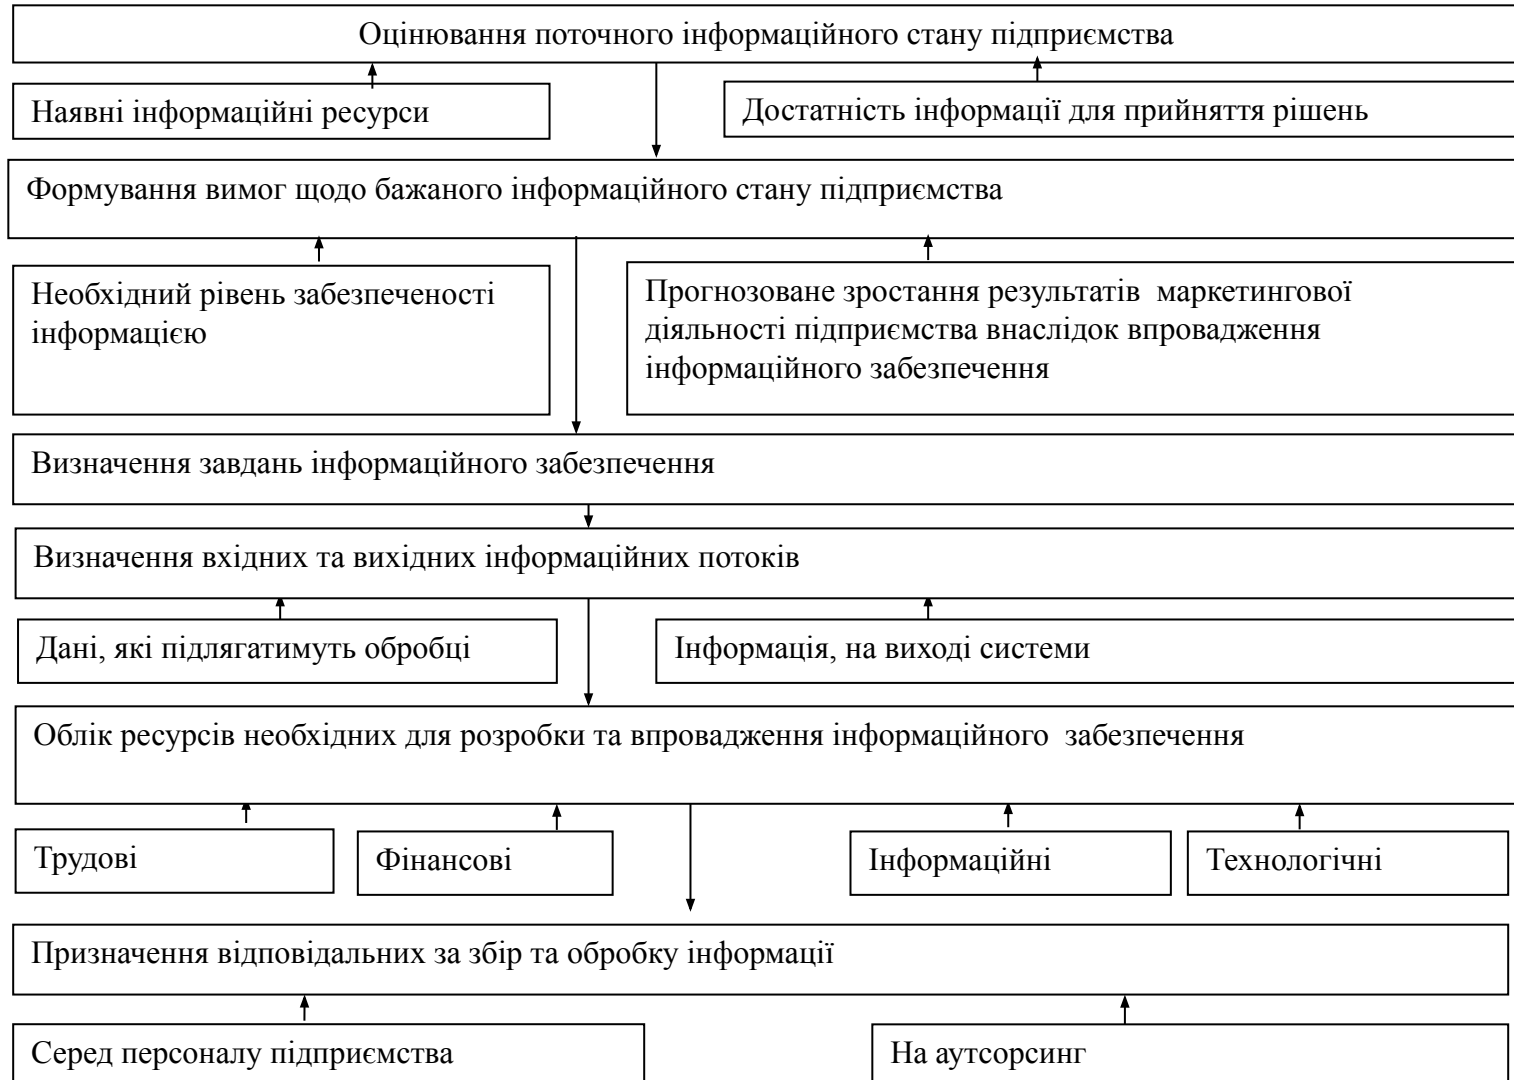 Оцінювання поточного інформаційного стану підприємства
Наявні інформаційні ресурси
Достатність інформації для прийняття рішень
Формування вимог щодо бажаного інформаційного стану підприємства
Необхідний рівень забезпеченості
інформацією
Прогнозоване зростання результатів  маркетингової
діяльності підприємства внаслідок впровадження
інформаційного забезпечення
Визначення завдань інформаційного забезпечення
Визначення вхідних та вихідних інформаційних потоків
Дані, які підлягатимуть обробці
Інформація, на виході системи
Облік ресурсів необхідних для розробки та впровадження інформаційного  забезпечення
Трудові
Фінансові
Інформаційні
Технологічні
Призначення відповідальних за збір та обробку інформації
Серед персоналу підприємства
На аутсорсинг